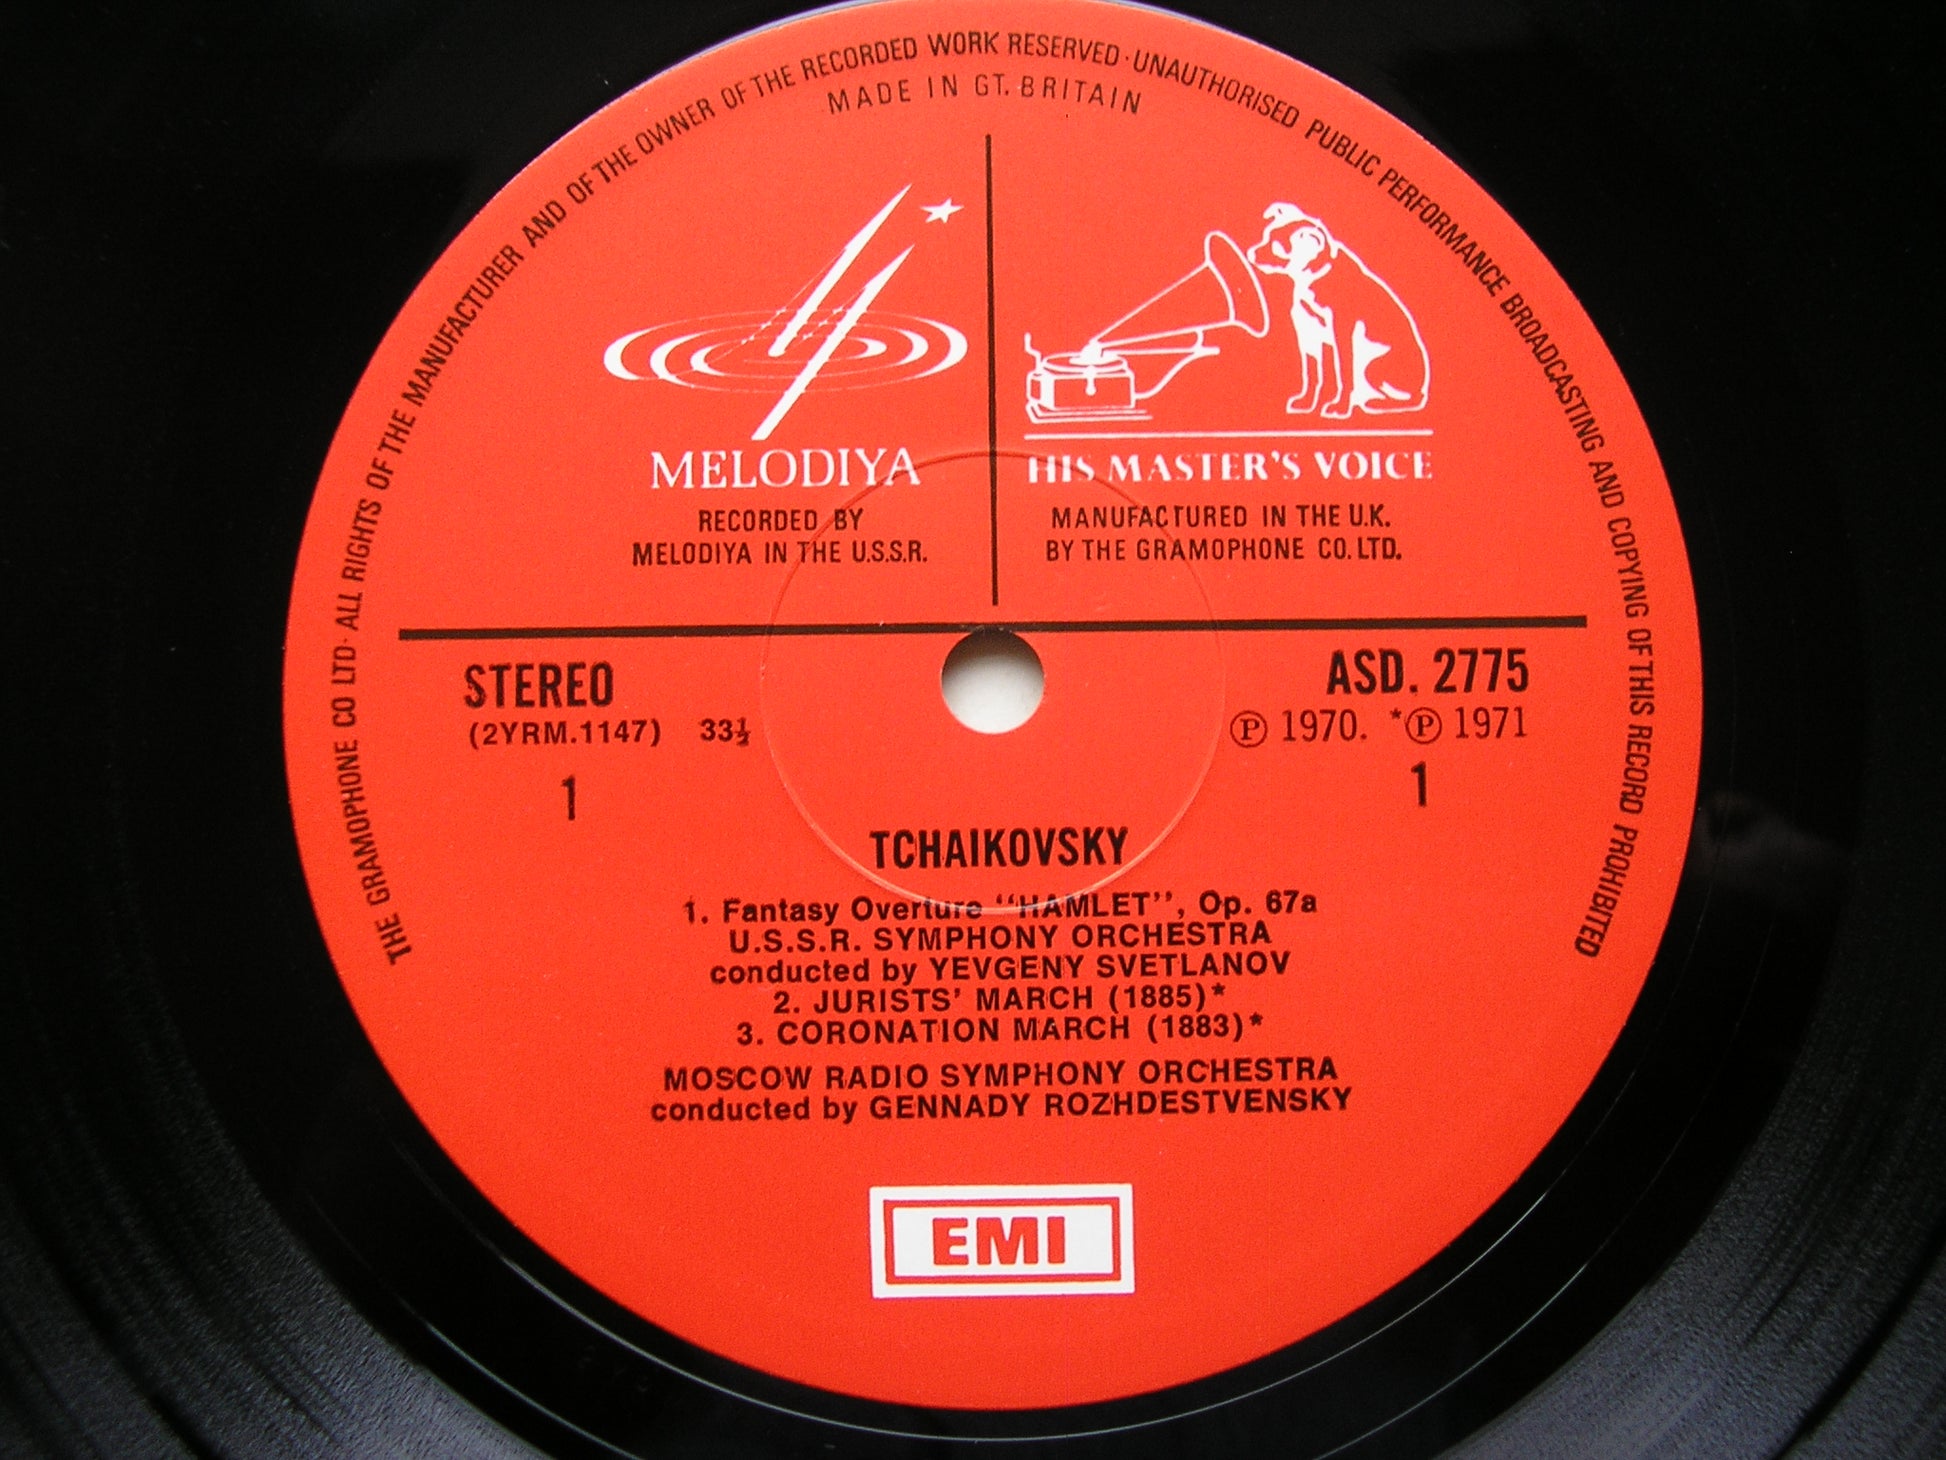 THE GRAMOPHONE CO LTD · ALL RIGHTS OF THE MANUFACTURER AND OF THE OWNER OF THE RECORDED WORK RESERVED · UNAUTHORISED PUBLIC PERFORMANCE BROADCASTING AND COPYING OF THIS RECORD PROHIBITED
MADE IN GT. BRITAIN
MELODIYA
RECORDED BY
MELODIYA IN THE U.S.S.R.
HIS MASTER'S VOICE
MANUFACTURED IN THE U.K.
BY THE GRAMOPHONE CO. LTD.
STEREO
(2YRM.1147) 33⅓
1
ASD. 2775
℗ 1970. *℗ 1971
1
TCHAIKOVSKY
1. Fantasy Overture "HAMLET", Op. 67a
U.S.S.R. SYMPHONY ORCHESTRA
conducted by YEVGENY SVETLANOV
2. JURISTS' MARCH (1885)*
3. CORONATION MARCH (1883)*
MOSCOW RADIO SYMPHONY ORCHESTRA
conducted by GENNADY ROZHDESTVENSKY
EMI